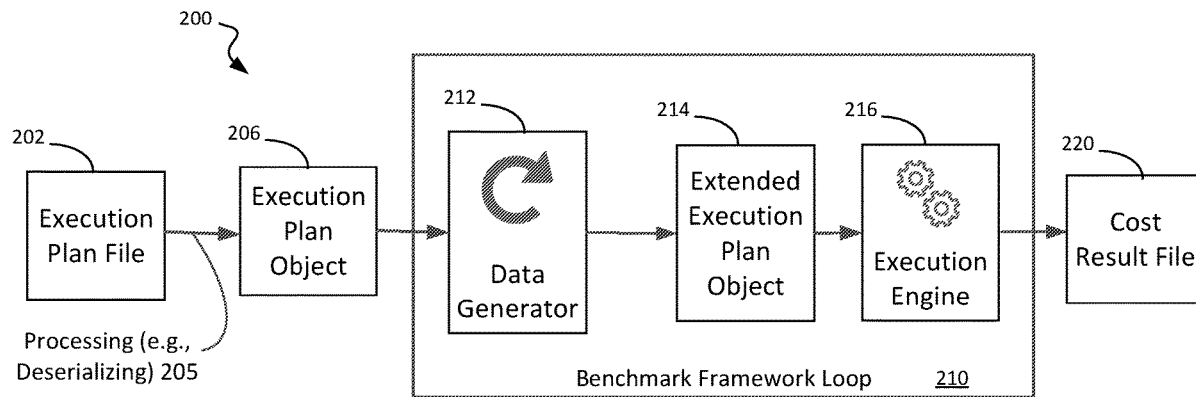 200
202
Execution
Plan File
Processing (e.g.,
Deserializing) 205
206
Execution
Plan
Object
212
Data
Generator
214
Extended
Execution
Plan
Object
216
Execution
Engine
Benchmark Framework Loop 210
220
Cost
Result File